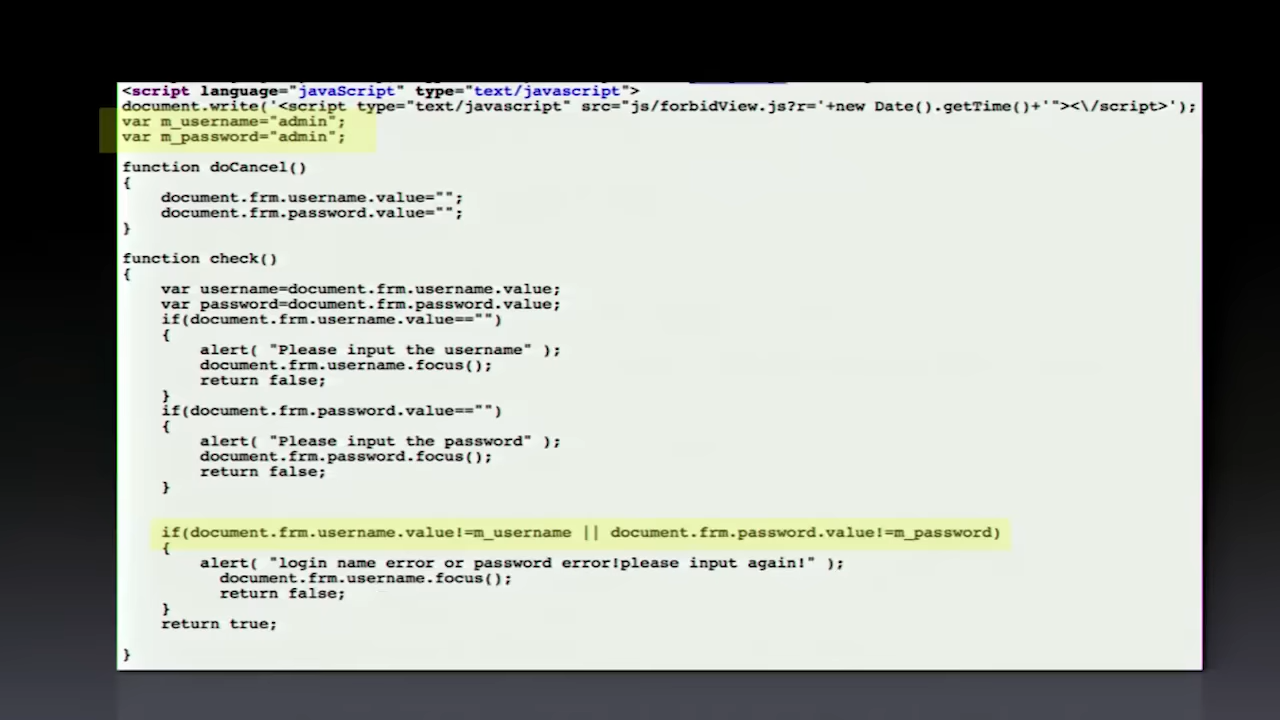 <script language="javaScript" type="text/javascript">
document.write('<script type="text/javascript" src="js/forbidView.js?r='+new Date().getTime()+'"><\/script>');
var m_username="admin";
var m_password="admin";
function doCancel()
{
document.frm.username.value="";
document.frm.password.value="";
}
function check()
{
var username=document.frm.username.value;
var password=document.frm.password.value;
if(document.frm.username.value=="")
{
alert( "Please input the username" );
document.frm.username.focus();
return false;
}
if(document.frm.password.value=="")
{
alert( "Please input the password" );
document.frm.password.focus();
return false;
}
if(document.frm.username.value!=m_username || document.frm.password.value!=m_password)
{
alert( "login name error or password error!please input again!" );
document.frm.username.focus();
return false;
}
return true;
}